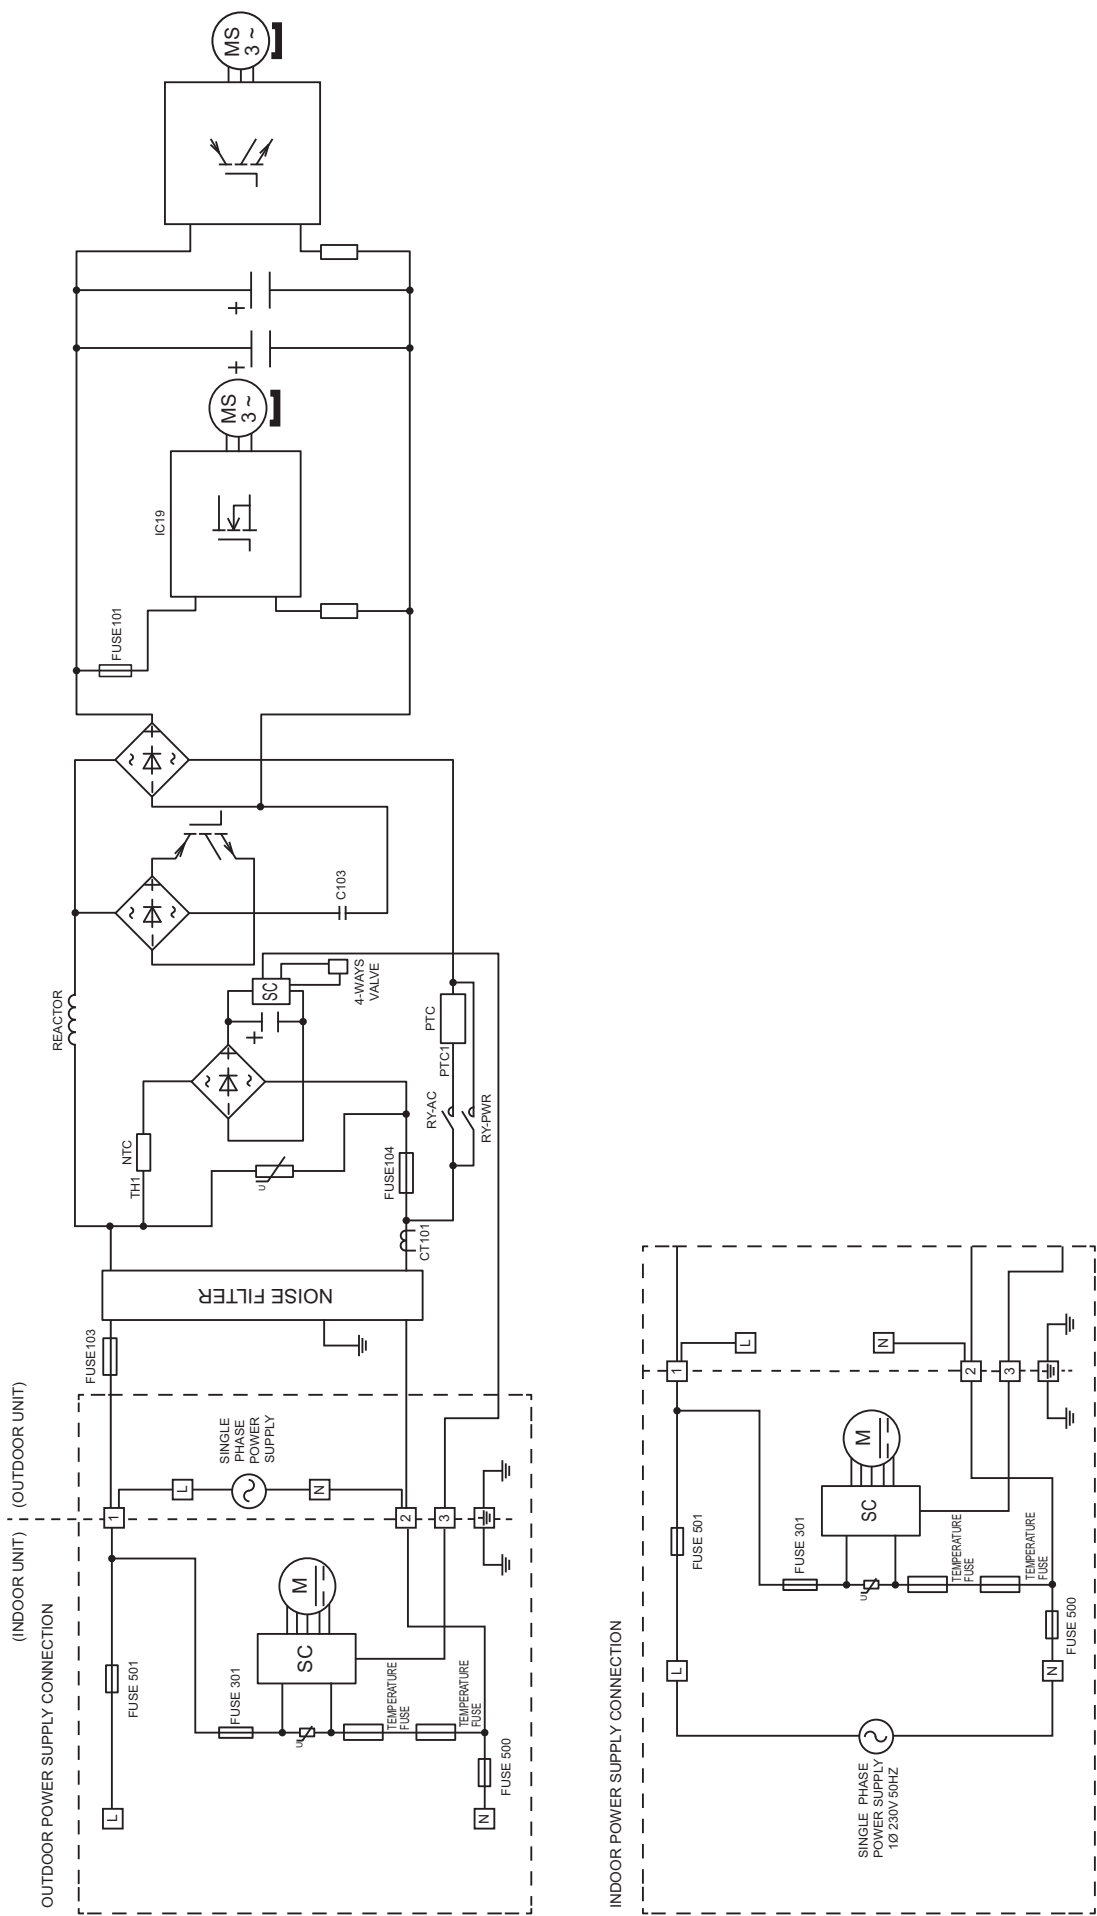 MS
3 ~
MS
3 ~
IC19
FUSE101
C103
REACTOR
SC
4-WAYS
VALVE
PTC
PTC1
RY-AC
RY-PWR
NTC
TH1
U
FUSE104
CT101
NOISE FILTER
FUSE103
(OUTDOOR UNIT)
(INDOOR UNIT)
OUTDOOR POWER SUPPLY CONNECTION
SINGLE
PHASE
POWER
SUPPLY
L
N
1
2
3
M
SC
FUSE 501
FUSE 301
U
TEMPERATURE
FUSE
TEMPERATURE
FUSE
FUSE 500
L
N
INDOOR POWER SUPPLY CONNECTION
L
N
1
2
3
M
SC
FUSE 501
FUSE 301
U
TEMPERATURE
FUSE
TEMPERATURE
FUSE
FUSE 500
L
N
SINGLE PHASE
POWER SUPPLY
1Ø 230V 50HZ